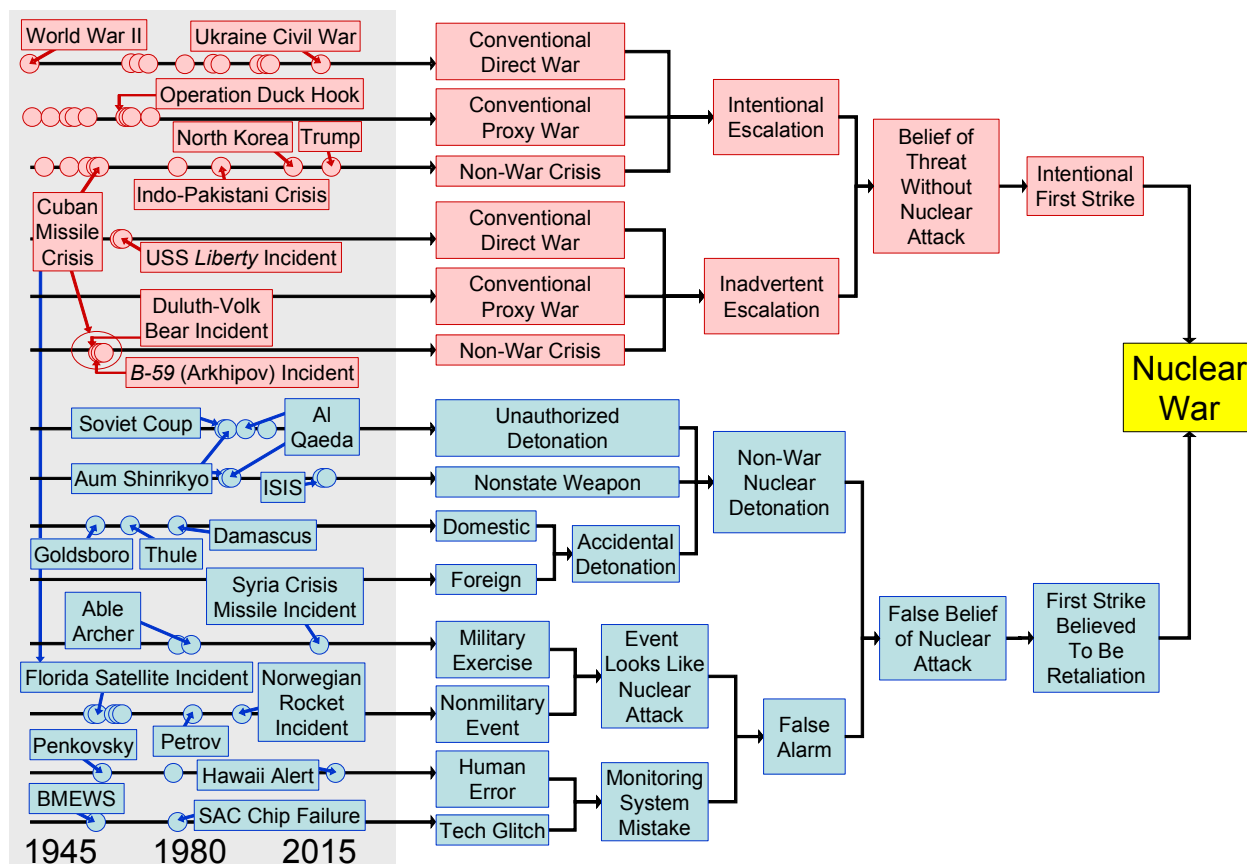 World War II
Ukraine Civil War
Conventional
Direct War
Operation Duck Hook
Conventional
Proxy War
Intentional
Escalation
North Korea
Trump
Non-War Crisis
Indo-Pakistani Crisis
Belief of
Threat
Without
Nuclear
Attack
Intentional
First Strike
Cuban
Missile
Crisis
Conventional
Direct War
USS Liberty Incident
Conventional
Proxy War
Inadvertent
Escalation
Duluth-Volk
Bear Incident
Non-War Crisis
B-59 (Arkhipov) Incident
Nuclear
War
Soviet Coup
Al
Qaeda
Unauthorized
Detonation
Aum Shinrikyo
ISIS
Nonstate Weapon
Non-War
Nuclear
Detonation
Goldsboro
Thule
Damascus
Domestic
Accidental
Detonation
Foreign
Able
Archer
Syria Crisis
Missile Incident
Military
Exercise
Event
Looks Like
Nuclear
Attack
False Belief
of Nuclear
Attack
First Strike
Believed
To Be
Retaliation
Florida Satellite Incident
Norwegian
Rocket
Incident
Petrov
Nonmilitary
Event
False
Alarm
Penkovsky
Hawaii Alert
Human
Error
Monitoring
System
Mistake
BMEWS
SAC Chip Failure
Tech Glitch
1945 1980 2015